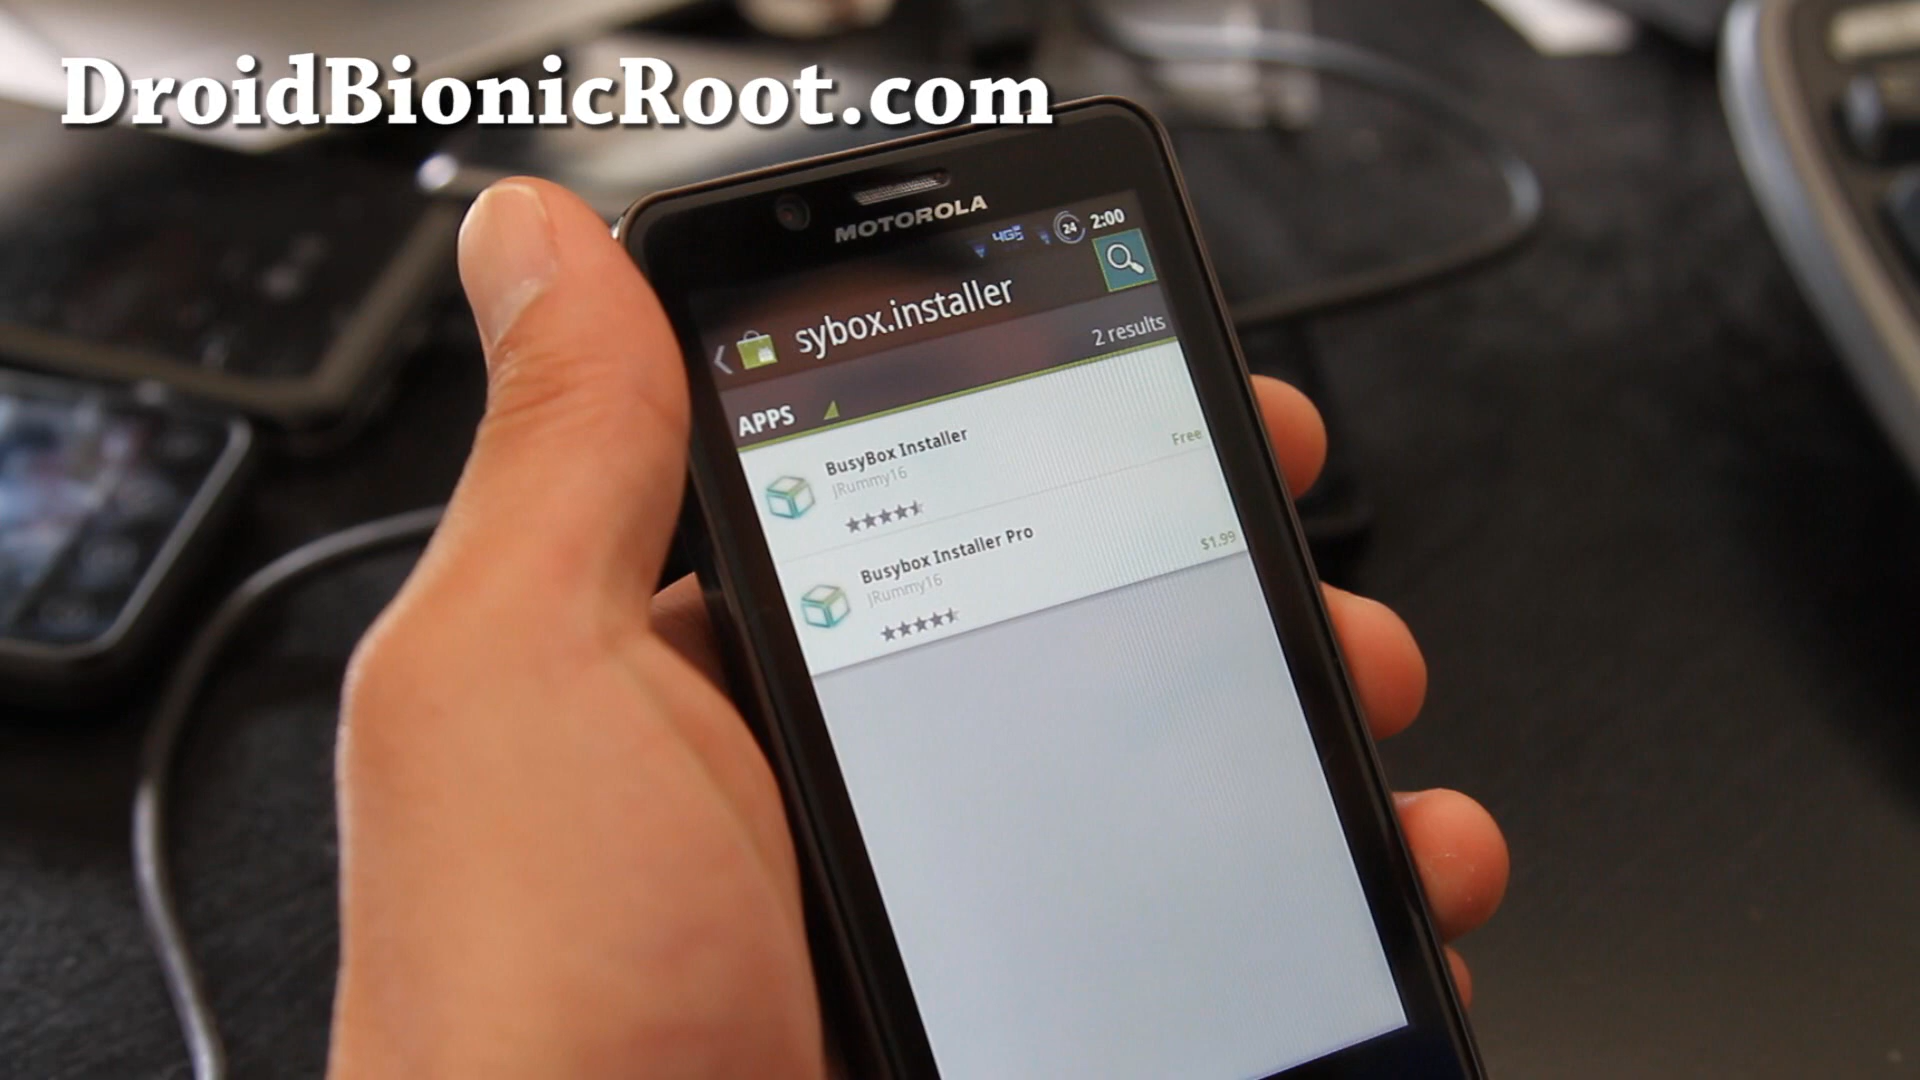 DroidBionicRoot.com
MOTOROLA
4G 24 2:00
sybox.installer
2 results
APPS
BusyBox Installer
JRummy16
Free
Busybox Installer Pro
JRummy16
$1.99